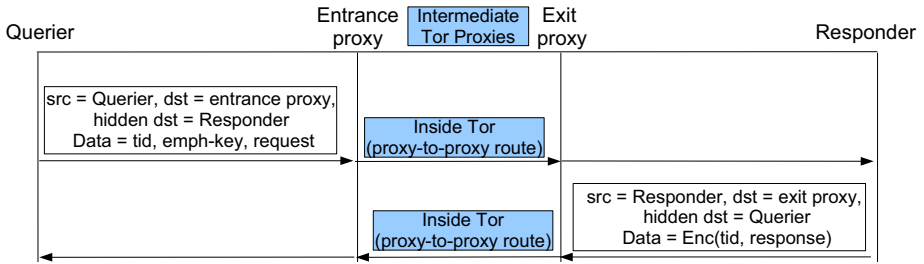 Querier
Entrance
proxy
Intermediate
Tor Proxies
Exit
proxy
Responder
src = Querier, dst = entrance proxy,
hidden dst = Responder
Data = tid, emph-key, request
Inside Tor
(proxy-to-proxy route)
src = Responder, dst = exit proxy,
hidden dst = Querier
Data = Enc(tid, response)
Inside Tor
(proxy-to-proxy route)